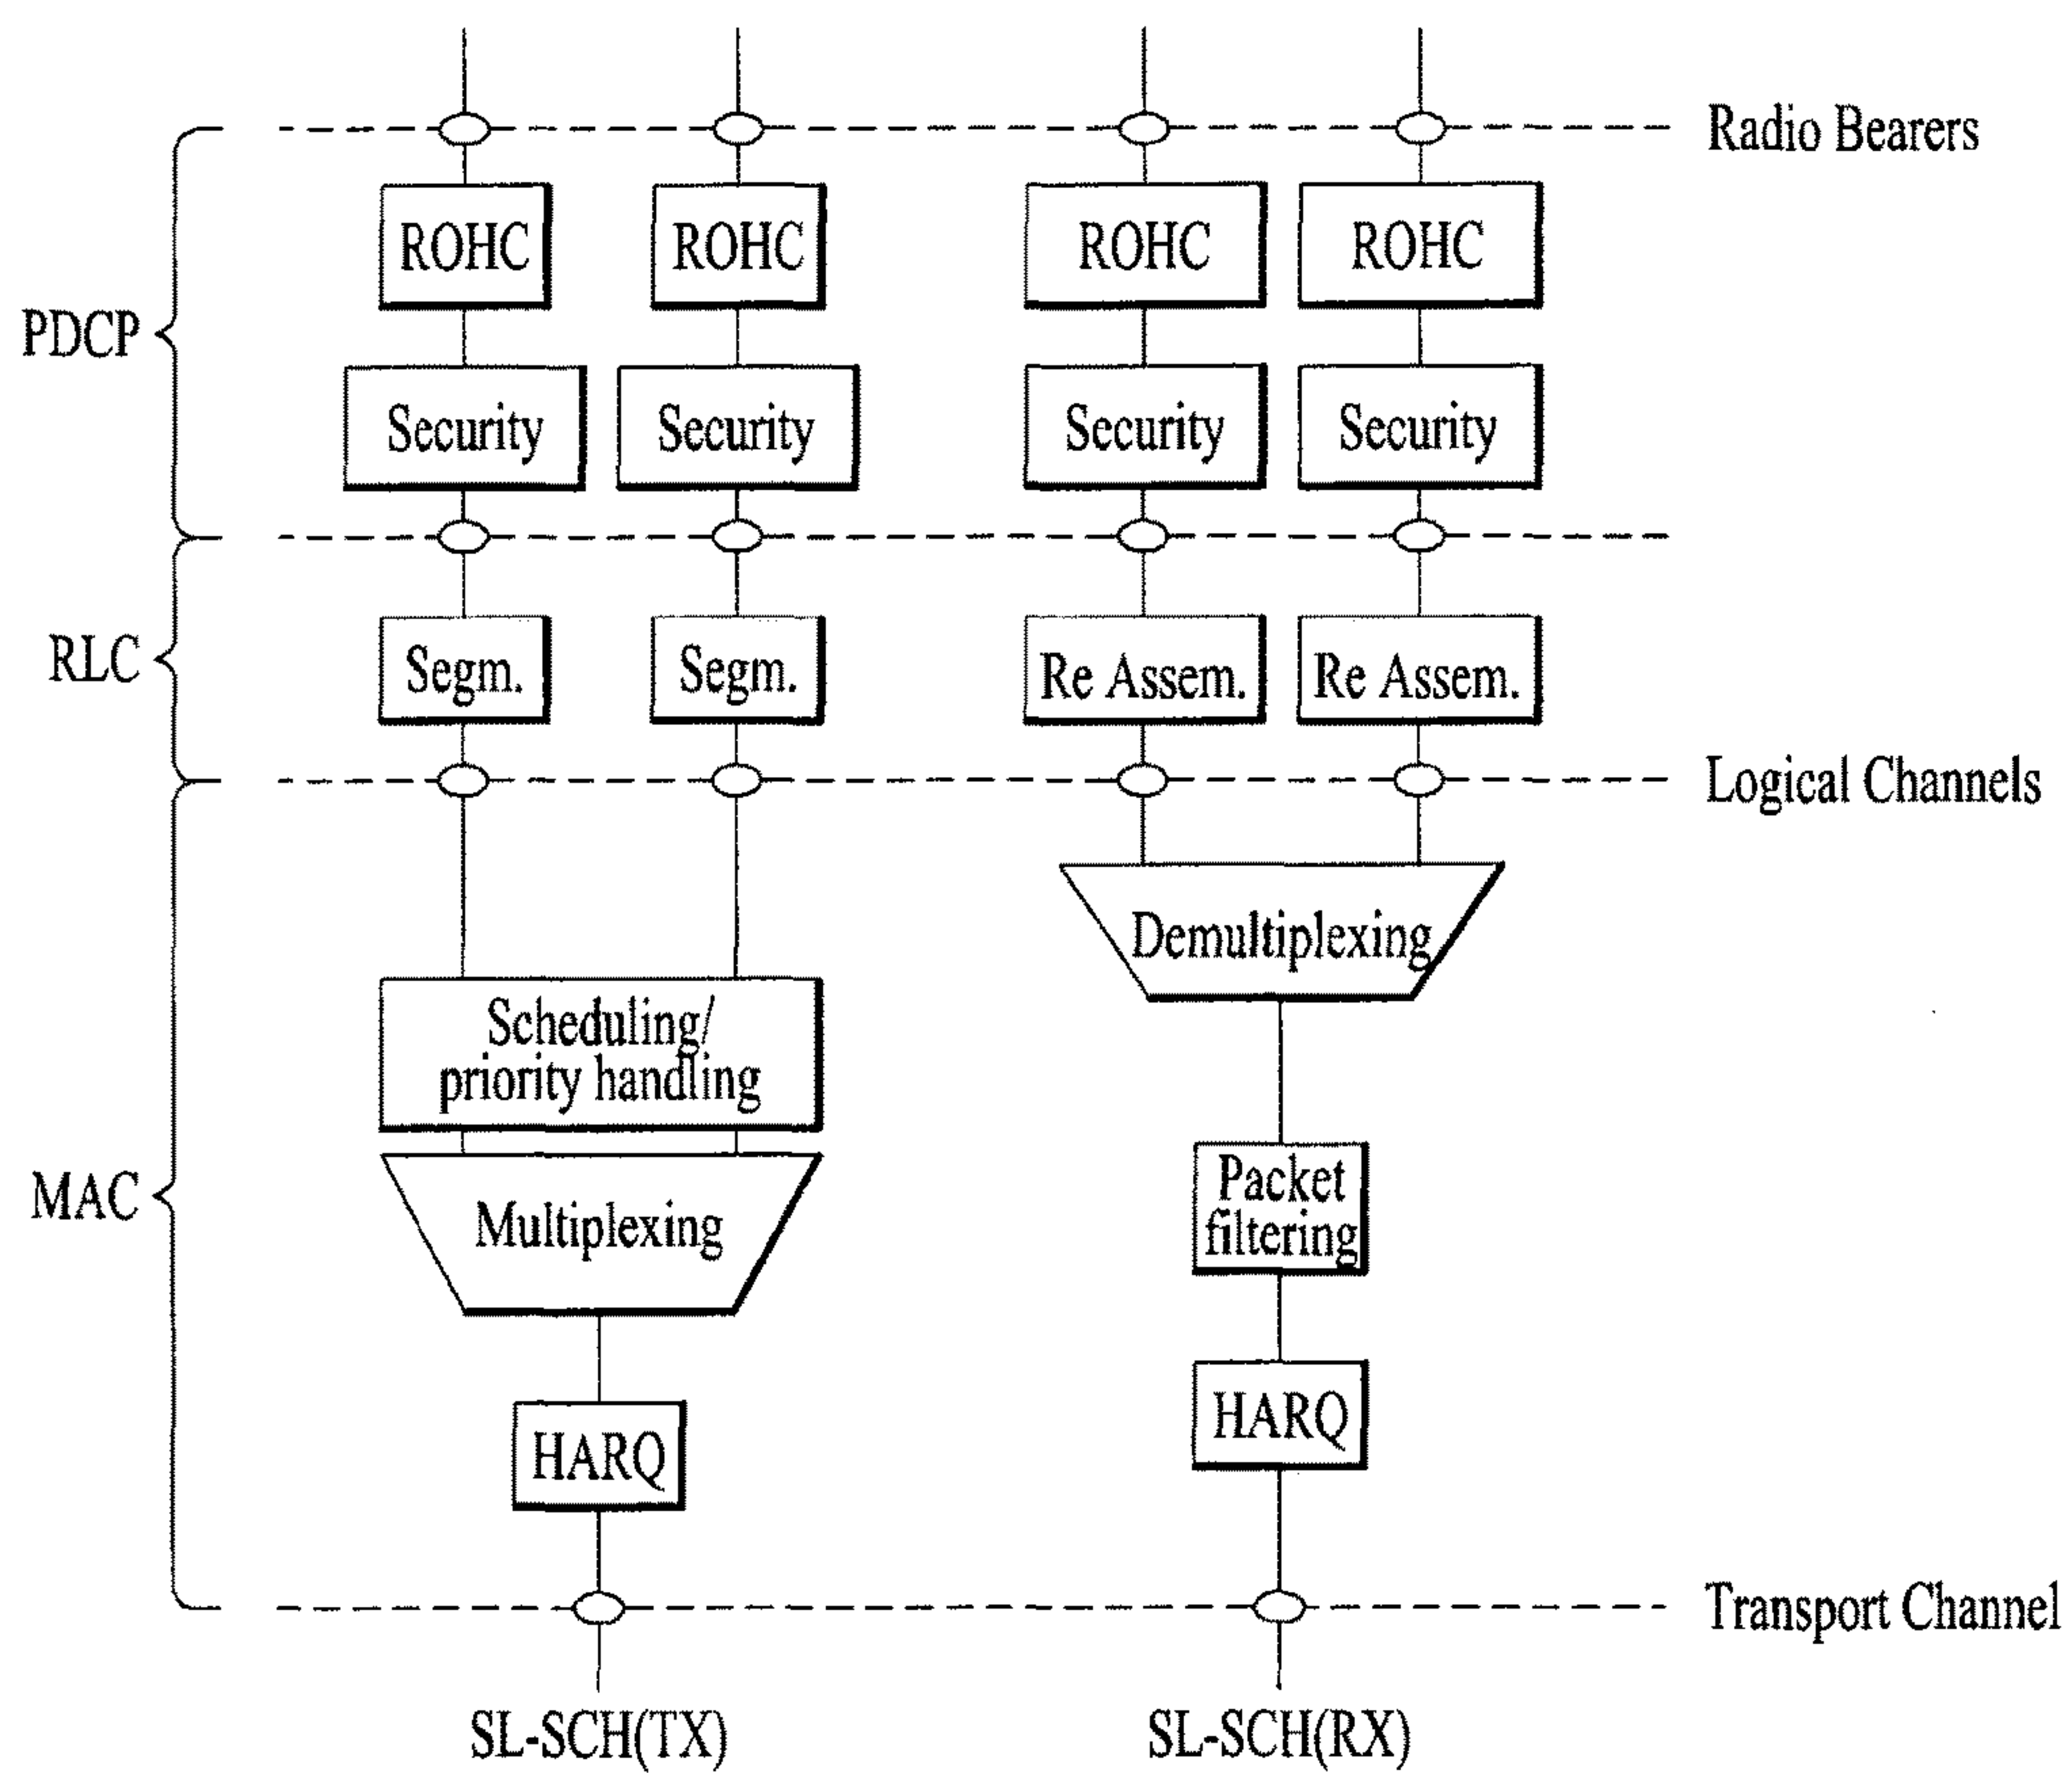 Radio Bearers
ROHC
ROHC
ROHC
ROHC
PDCP
Security
Security
Security
Security
RLC
Segm.
Segm.
Re Assem.
Re Assem.
Logical Channels
Demultiplexing
Scheduling/
priority handling
MAC
Multiplexing
Packet
filtering
HARQ
HARQ
Transport Channel
SL-SCH(TX)
SL-SCH(RX)